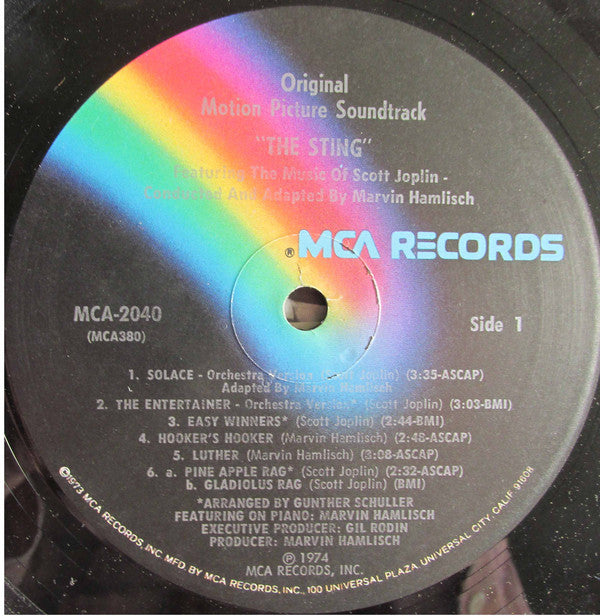 Original
Motion Picture Soundtrack
"THE STING"
Featuring The Music Of Scott Joplin -
Conducted And Adapted By Marvin Hamlisch
® MCA RECORDS
MCA-2040
(MCA380)
Side 1
1. SOLACE - Orchestra Version (Scott Joplin) (3:35-ASCAP)
Adapted By Marvin Hamlisch
2. THE ENTERTAINER - Orchestra Version* (Scott Joplin) (3:03-BMI)
3. EASY WINNERS* (Scott Joplin) (2:44-BMI)
4. HOOKER'S HOOKER (Marvin Hamlisch) (2:48-ASCAP)
5. LUTHER (Marvin Hamlisch) (3:08-ASCAP)
6. a. PINE APPLE RAG* (Scott Joplin) (2:32-ASCAP)
b. GLADIOLUS RAG (Scott Joplin) (BMI)
*ARRANGED BY GUNTHER SCHULLER
FEATURING ON PIANO: MARVIN HAMLISCH
EXECUTIVE PRODUCER: GIL RODIN
PRODUCER: MARVIN HAMLISCH
℗ 1974
MCA RECORDS, INC.
©1973 MCA RECORDS, INC. MFD. BY MCA RECORDS, INC., 100 UNIVERSAL PLAZA, UNIVERSAL CITY, CALIF. 91608